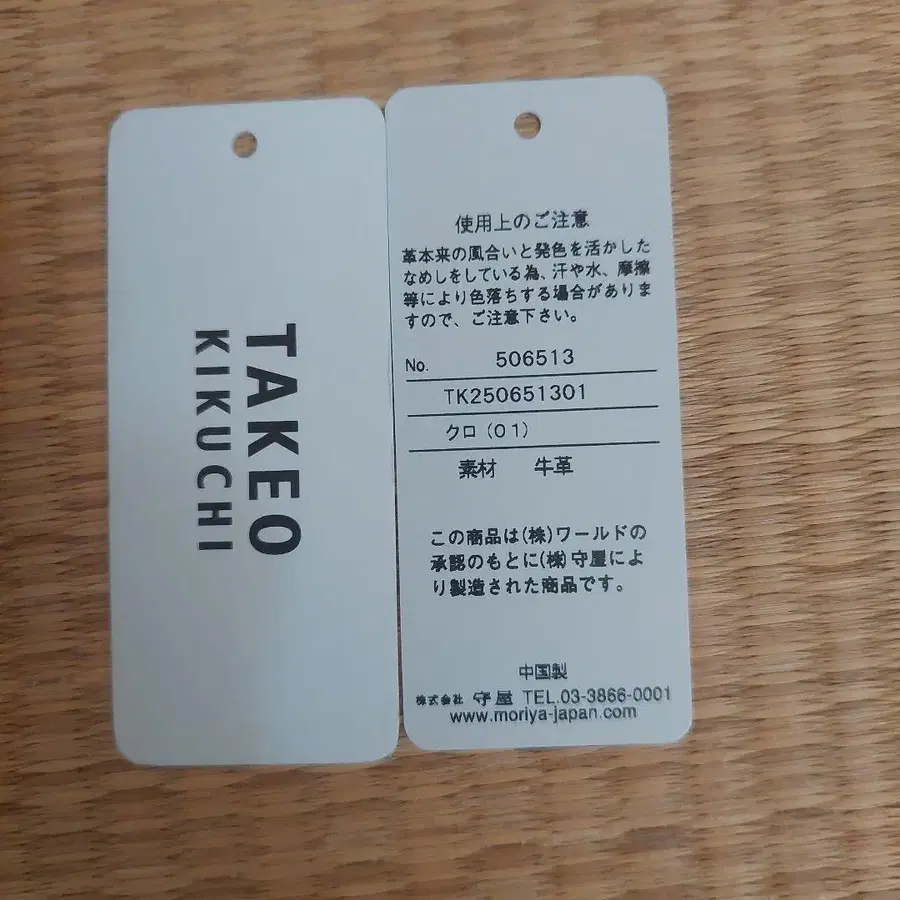 TAKEO
KIKUCHI
使用上のご注意
革本来の風合いと発色を活かした
なめしをしている為、汗や水、摩擦
等により色落ちする場合がありま
すので、ご注意下さい。
No. 506513
TK250651301
クロ (01)
素材 牛革
この商品は(株)ワールドの
承認のもとに(株)守屋によ
り製造された商品です。
中国製
株式会社 守屋 TEL.03-3866-0001
www.moriya-japan.com